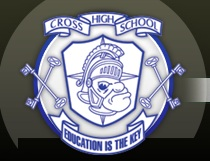 CROSS HIGH SCHOOL
EDUCATION IS THE KEY